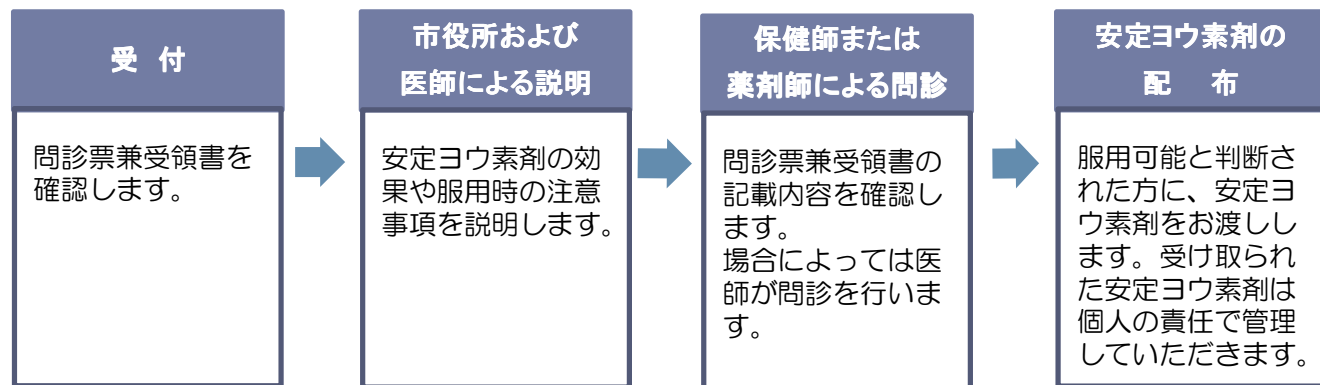 受　付
問診票兼受領書を
確認します。
市役所および
医師による説明
安定ヨウ素剤の効
果や服用時の注意
事項を説明します。
保健師または
薬剤師による問診
問診票兼受領書の
記載内容を確認し
ます。
場合によっては医
師が問診を行いま
す。
安定ヨウ素剤の
配　布
服用可能と判断さ
れた方に、安定ヨ
ウ素剤をお渡しし
ます。受け取られ
た安定ヨウ素剤は
個人の責任で管理
していただきます。